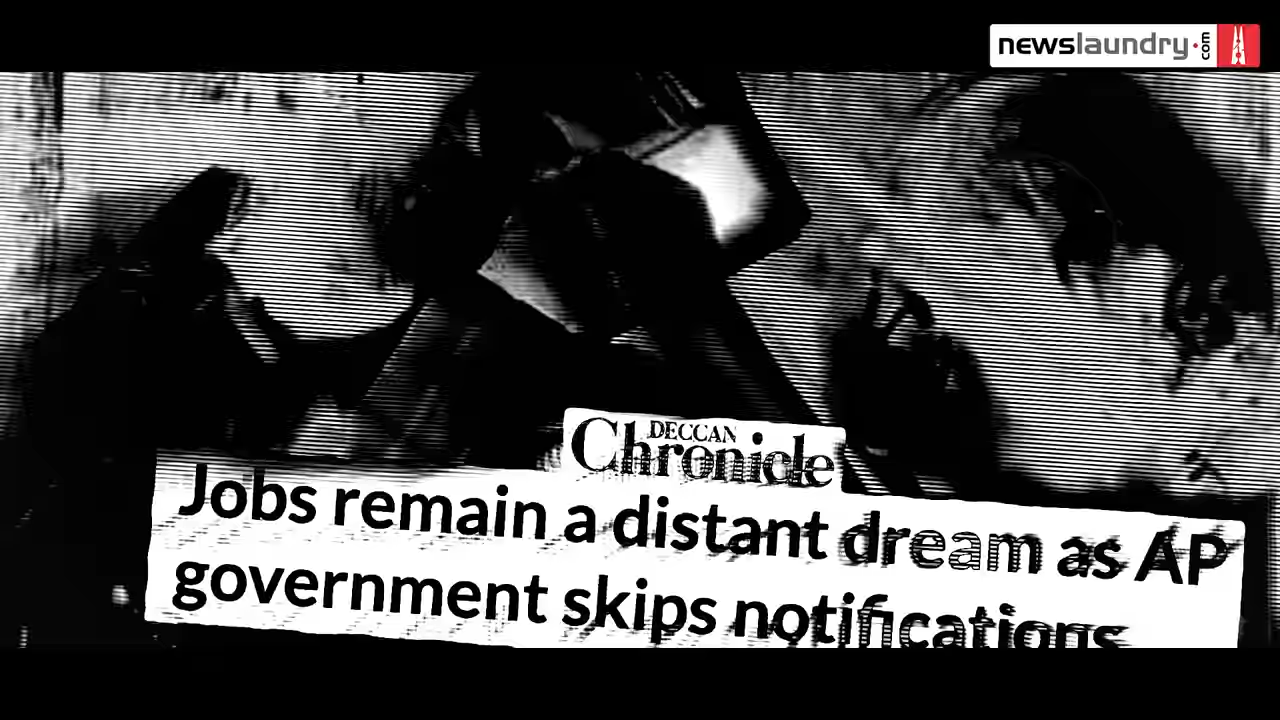 newslaundry.com
DECCAN
Chronicle
Jobs remain a distant dream as AP
government skips notifications